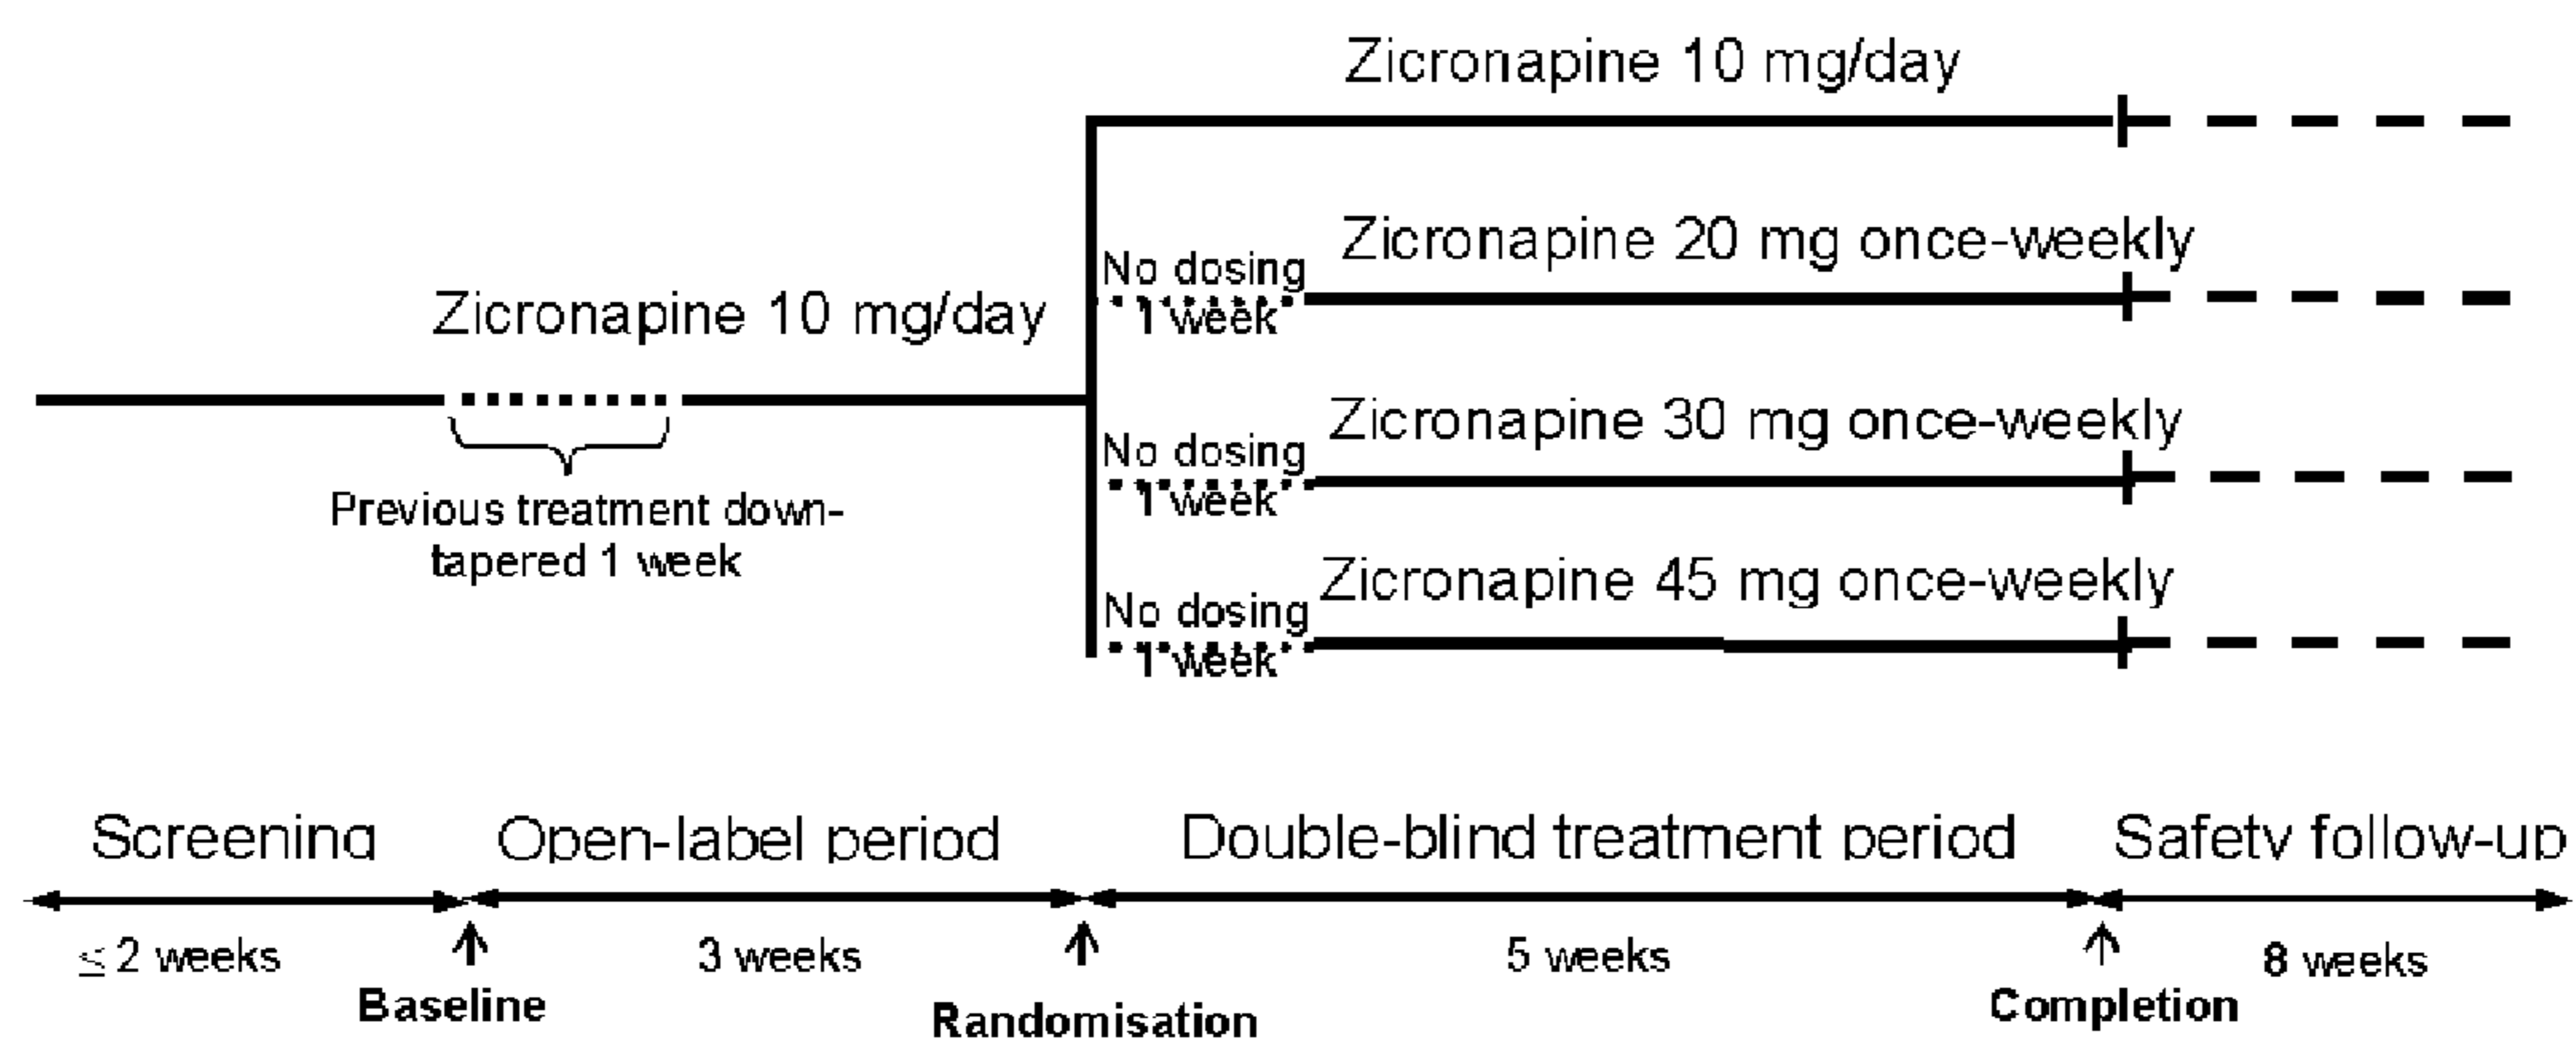 Zicronapine 10 mg/day
Zicronapine 20 mg once-weekly
No dosing
1 week
Zicronapine 10 mg/day
Zicronapine 30 mg once-weekly
No dosing
1 week
Previous treatment down-
tapered 1 week
Zicronapine 45 mg once-weekly
No dosing
1 week
Screening
Open-label period
Double-blind treatment period
Safety follow-up
≤ 2 weeks
3 weeks
5 weeks
8 weeks
Baseline
Randomisation
Completion